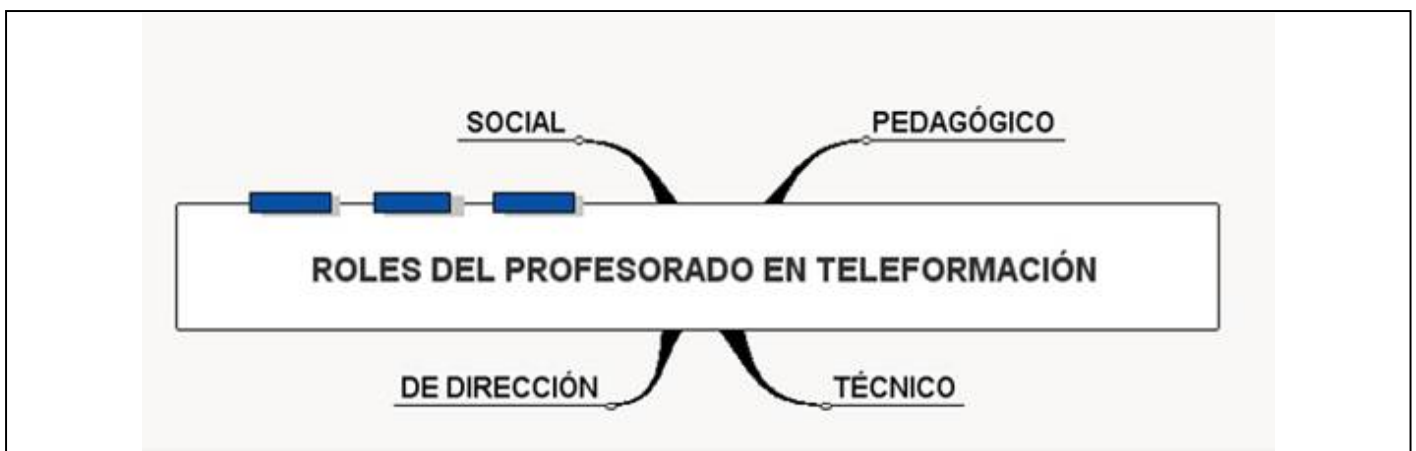 SOCIAL
PEDAGÓGICO
ROLES DEL PROFESORADO EN TELEFORMACIÓN
DE DIRECCIÓN
TÉCNICO